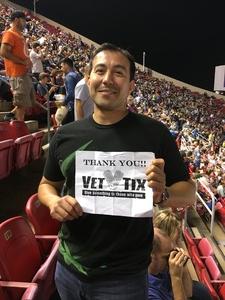 THANK YOU!!
VET TIX
Give Something to Those Who Gave